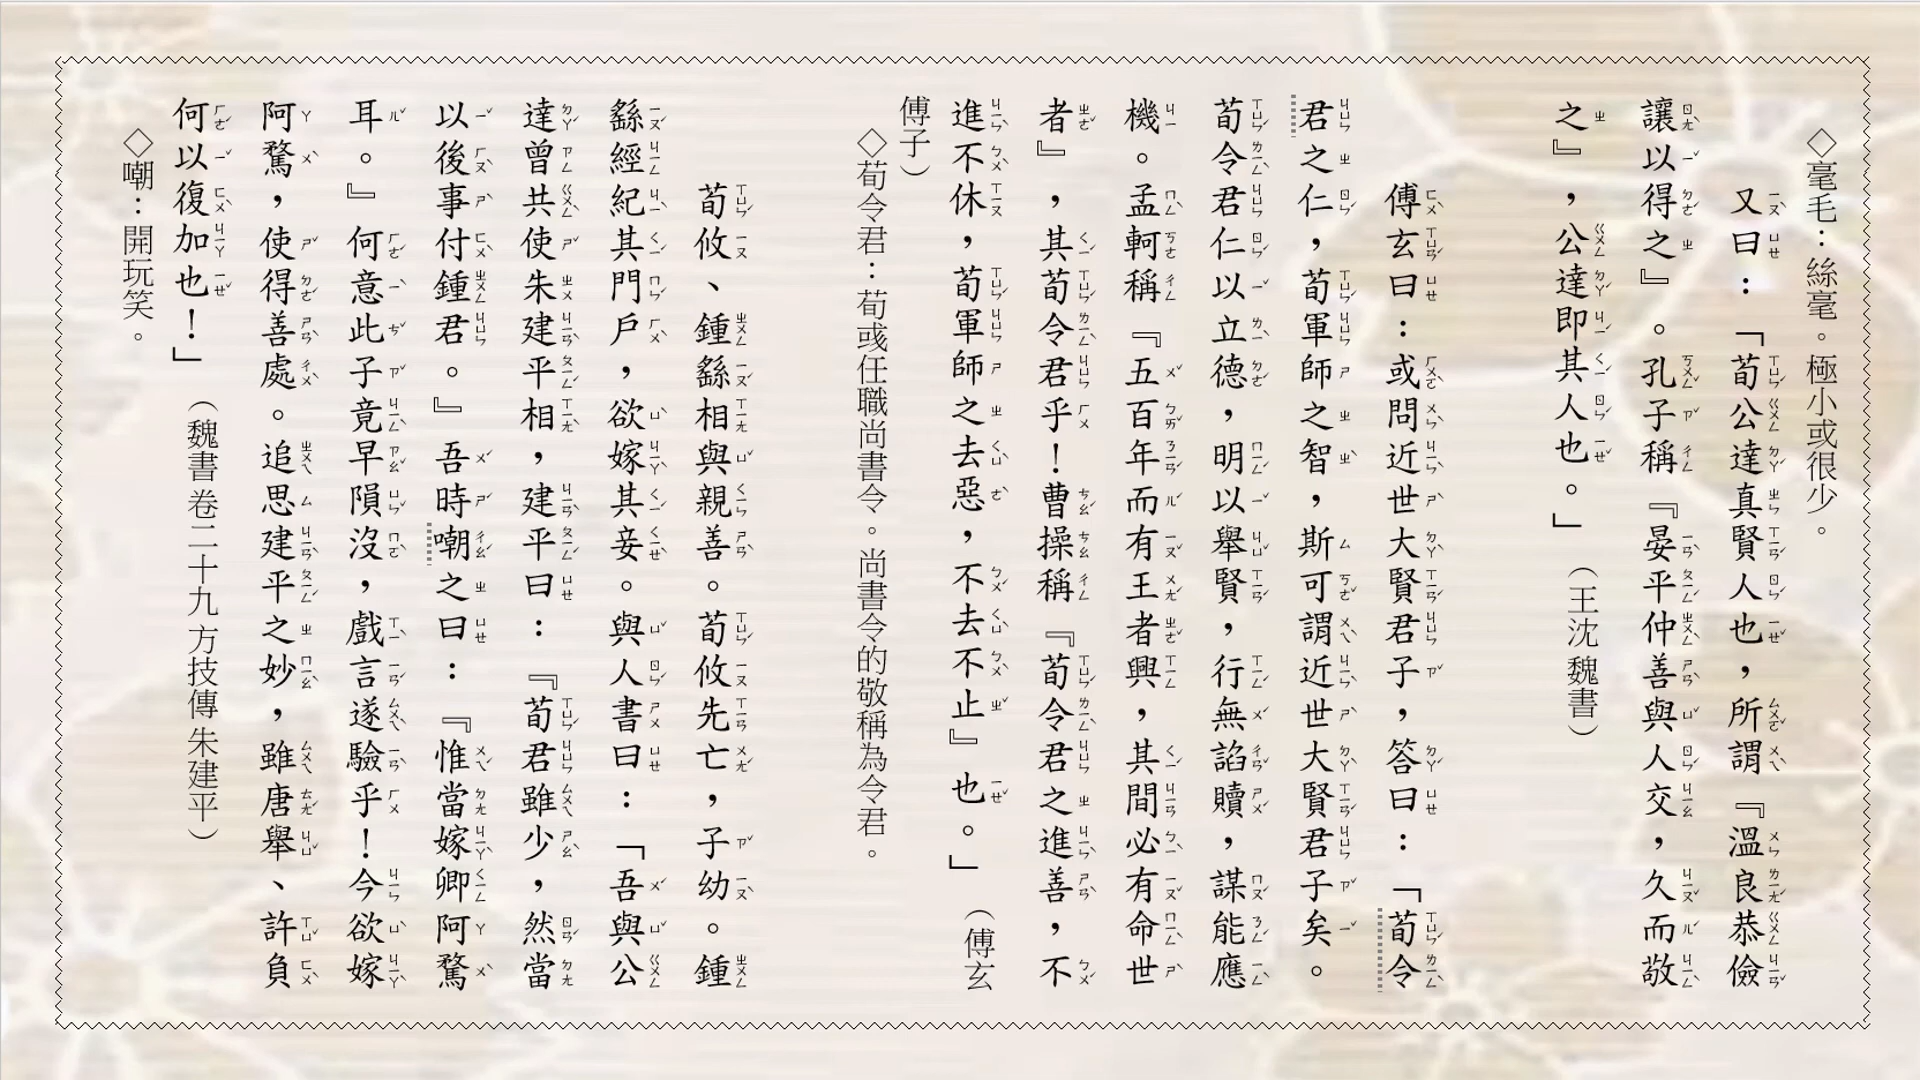 ◇毫毛：絲毫。極小或很少。
又曰：「荀公達真賢人也，所謂『溫良恭儉
讓以得之』。孔子稱『晏平仲善與人交，久而敬
之』，公達即其人也。」（王沈 魏書）
傅玄曰：或問近世大賢君子，答曰：「荀令
君之仁，荀軍師之智，斯可謂近世大賢君子矣。
荀令君仁以立德，明以舉賢，行無諂贖，謀能應
機。孟軻稱『五百年而有王者興，其間必有命世
者』，其荀令君乎！曹操稱『荀令君之進善，不
進不休，荀軍師之去惡，不去不止』也。」（傅玄
傅子）
◇荀令君：荀彧任職尚書令。尚書令的敬稱為令君。
荀攸、鍾繇相與親善。荀攸先亡，子幼。鍾
繇經紀其門戶，欲嫁其妾。與人書曰：「吾與公
達曾共使朱建平相，建平曰：『荀君雖少，然當
以後事付鍾君。』吾時嘲之曰：『惟當嫁卿阿騖
耳。』何意此子竟早隕沒，戲言遂驗乎！今欲嫁
阿騖，使得善處。追思建平之妙，雖唐舉、許負
何以復加也！」（魏書 卷二十九 方技傳 朱建平）
◇嘲：開玩笑。